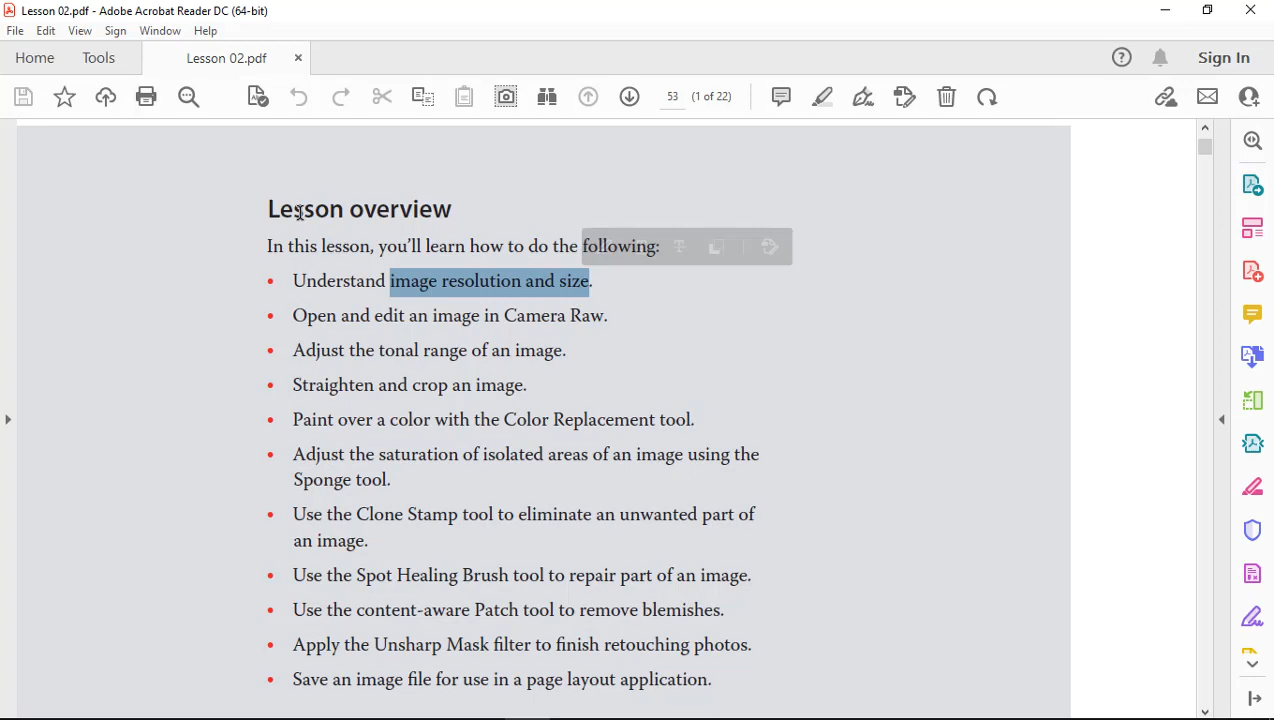 Lesson 02.pdf - Adobe Acrobat Reader DC (64-bit)
File Edit View Sign Window Help
Home Tools Lesson 02.pdf × Sign In
53 (1 of 22)
Lesson overview
In this lesson, you’ll learn how to do the following:
• Understand image resolution and size.
• Open and edit an image in Camera Raw.
• Adjust the tonal range of an image.
• Straighten and crop an image.
• Paint over a color with the Color Replacement tool.
• Adjust the saturation of isolated areas of an image using the
Sponge tool.
• Use the Clone Stamp tool to eliminate an unwanted part of
an image.
• Use the Spot Healing Brush tool to repair part of an image.
• Use the content-aware Patch tool to remove blemishes.
• Apply the Unsharp Mask filter to finish retouching photos.
• Save an image file for use in a page layout application.